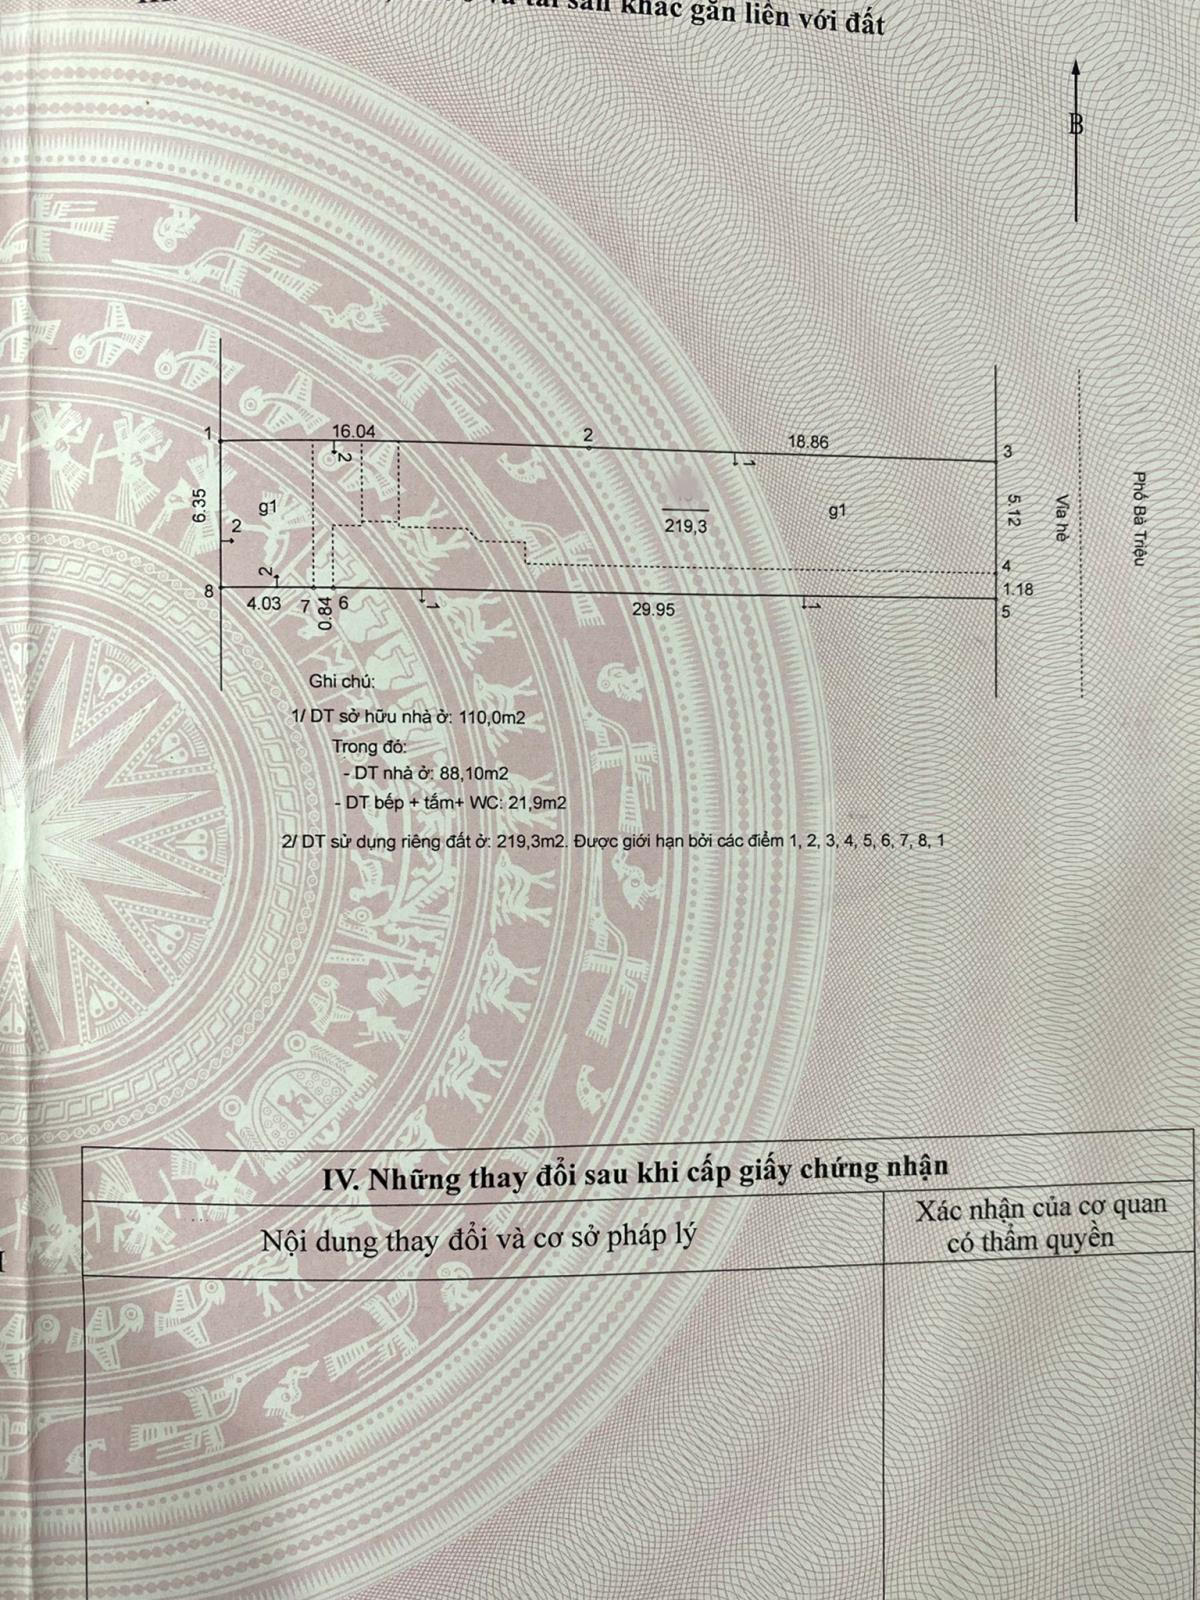 sản khác gắn liền với đất
B
16.04
2
18.86
1
3
2
1
6.35
g1
219,3
g1
5.12
Vỉa hè
Phố Bà Triệu
2
2
4
8
4.03
7
0.84
6
1
29.95
1
1.18
5
Ghi chú:
1/ DT sở hữu nhà ở: 110,0m2
Trong đó:
- DT nhà ở: 88,10m2
- DT bếp + tắm+ WC: 21,9m2
2/ DT sử dụng riêng đất ở: 219,3m2. Được giới hạn bởi các điểm 1, 2, 3, 4, 5, 6, 7, 8, 1
IV. Những thay đổi sau khi cấp giấy chứng nhận
Nội dung thay đổi và cơ sở pháp lý
Xác nhận của cơ quan
có thẩm quyền